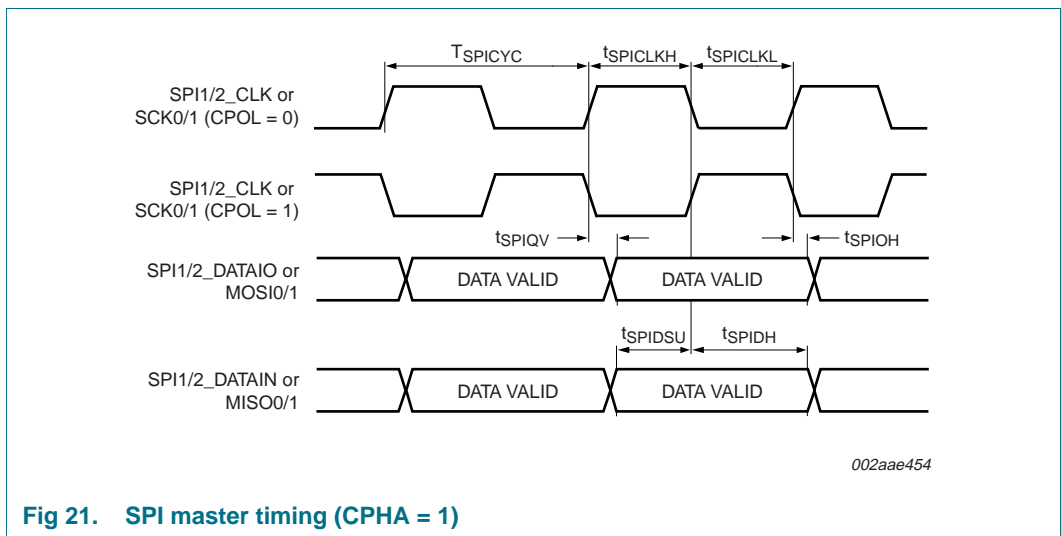 TSPICYC tSPICLKH tSPICLKL
SPI1/2_CLK or
SCK0/1 (CPOL = 0)
SPI1/2_CLK or
SCK0/1 (CPOL = 1)
tSPIQV tSPIOH
SPI1/2_DATAIO or
MOSI0/1
DATA VALID DATA VALID
tSPIDSU tSPIDH
SPI1/2_DATAIN or
MISO0/1
DATA VALID DATA VALID
002aae454
Fig 21. SPI master timing (CPHA = 1)